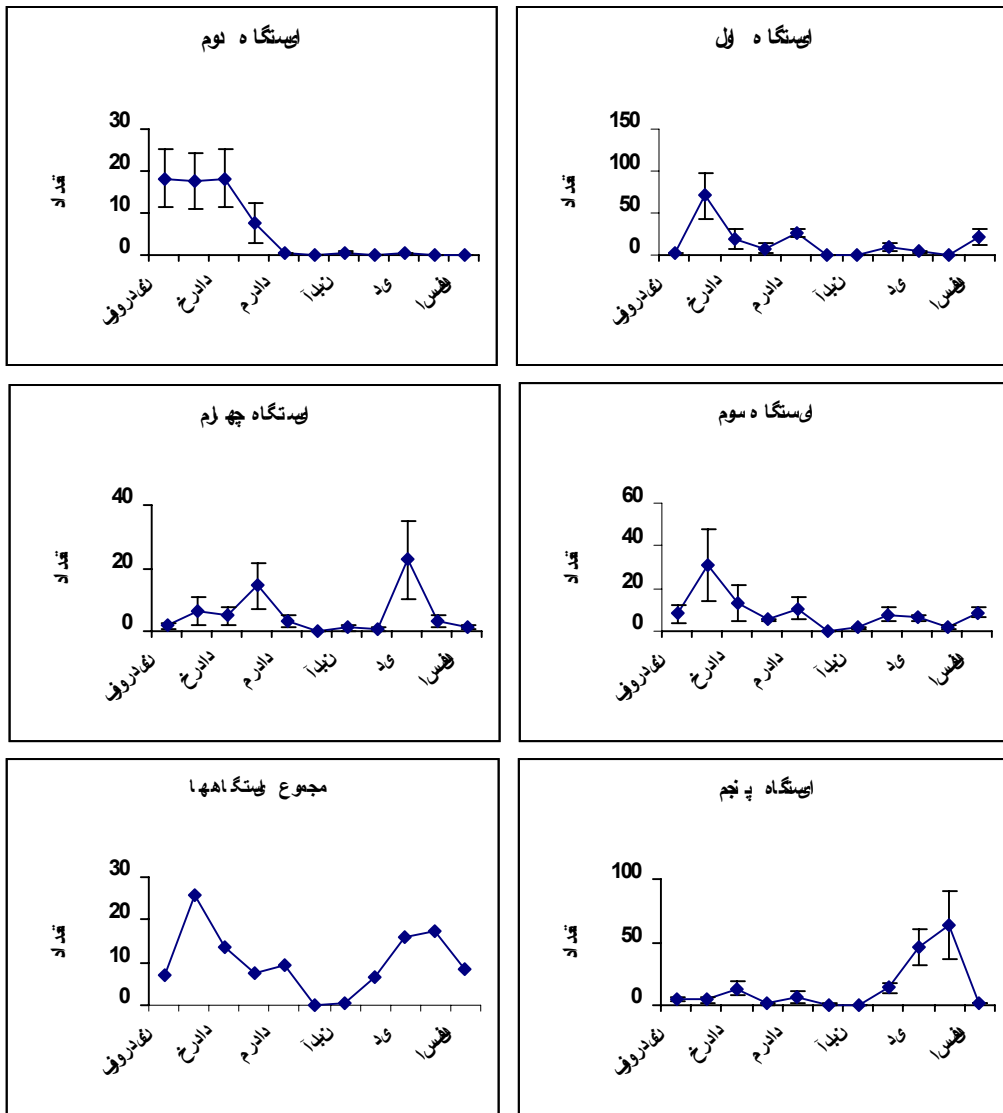 ایستگاه اول
150
100
50
0
تعداد
فروردین خرداد مرداد آبان دی اسفند
ایستگاه دوم
30
20
10
0
تعداد
فروردین خرداد مرداد آبان دی اسفند
ایستگاه سوم
60
40
20
0
تعداد
فروردین خرداد مرداد آبان دی اسفند
ایستگاه چهارم
40
20
0
تعداد
فروردین خرداد مرداد آبان دی اسفند
ایستگاه پنجم
100
50
0
تعداد
فروردین خرداد مرداد آبان دی اسفند
مجموع ایستگاهها
30
20
10
0
تعداد
فروردین خرداد مرداد آبان دی اسفند